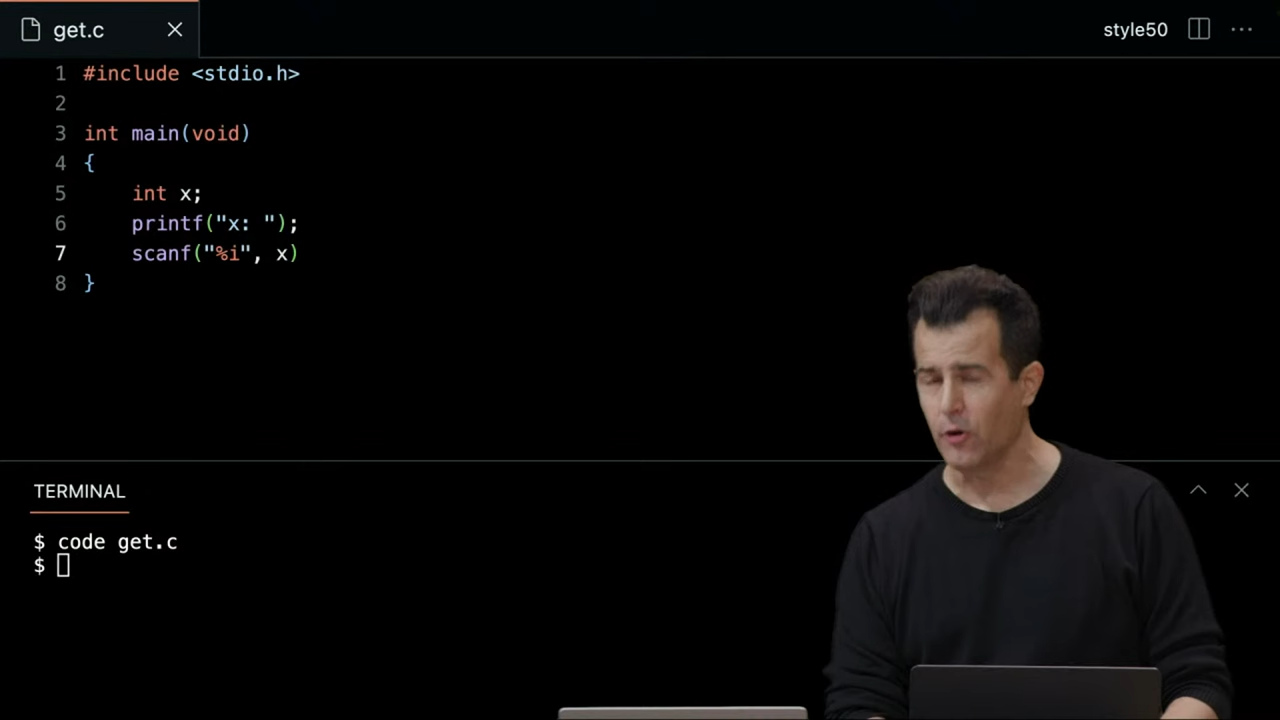 get.c
style50
1 #include <stdio.h>
2
3 int main(void)
4 {
5     int x;
6     printf("x: ");
7     scanf("%i", x)
8 }
TERMINAL
$ code get.c
$